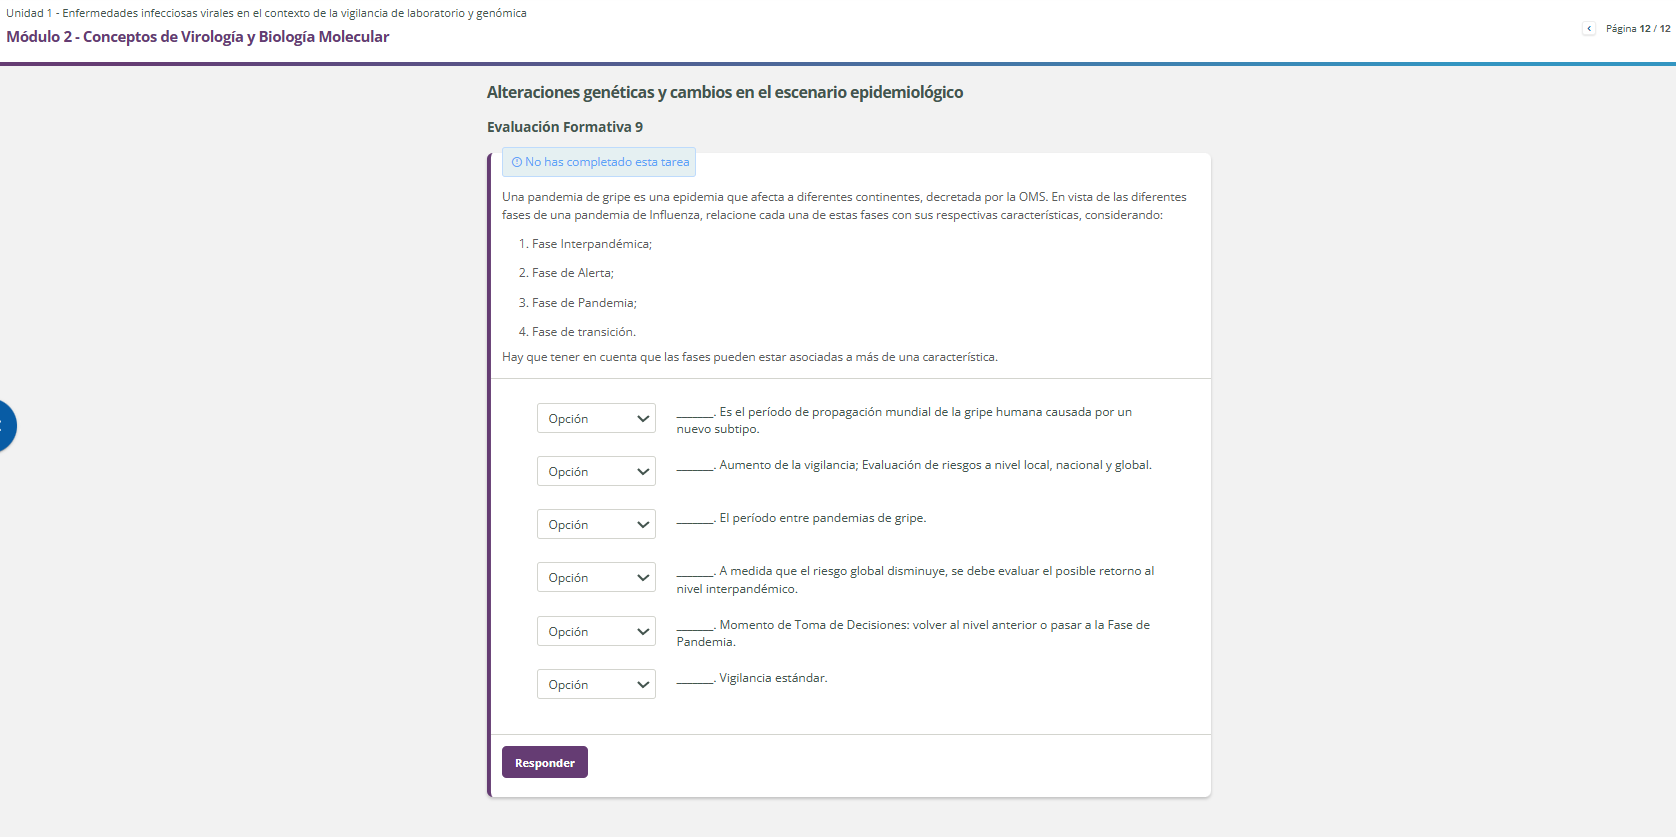 Unidad 1 - Enfermedades infecciosas virales en el contexto de la vigilancia de laboratorio y genómica
Módulo 2 - Conceptos de Virología y Biología Molecular
Página 12 / 12
Alteraciones genéticas y cambios en el escenario epidemiológico
Evaluación Formativa 9
No has completado esta tarea
Una pandemia de gripe es una epidemia que afecta a diferentes continentes, decretada por la OMS. En vista de las diferentes
fases de una pandemia de Influenza, relacione cada una de estas fases con sus respectivas características, considerando:
1. Fase Interpandémica;
2. Fase de Alerta;
3. Fase de Pandemia;
4. Fase de transición.
Hay que tener en cuenta que las fases pueden estar asociadas a más de una característica.
Opción
______. Es el período de propagación mundial de la gripe humana causada por un
nuevo subtipo.
Opción
______. Aumento de la vigilancia; Evaluación de riesgos a nivel local, nacional y global.
Opción
______. El período entre pandemias de gripe.
Opción
______. A medida que el riesgo global disminuye, se debe evaluar el posible retorno al
nivel interpandémico.
Opción
______. Momento de Toma de Decisiones: volver al nivel anterior o pasar a la Fase de
Pandemia.
Opción
______. Vigilancia estándar.
Responder